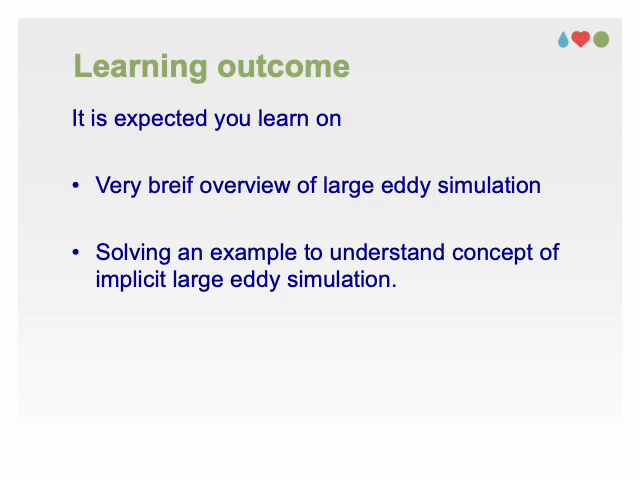 Learning outcome
It is expected you learn on
• Very breif overview of large eddy simulation
• Solving an example to understand concept of
implicit large eddy simulation.